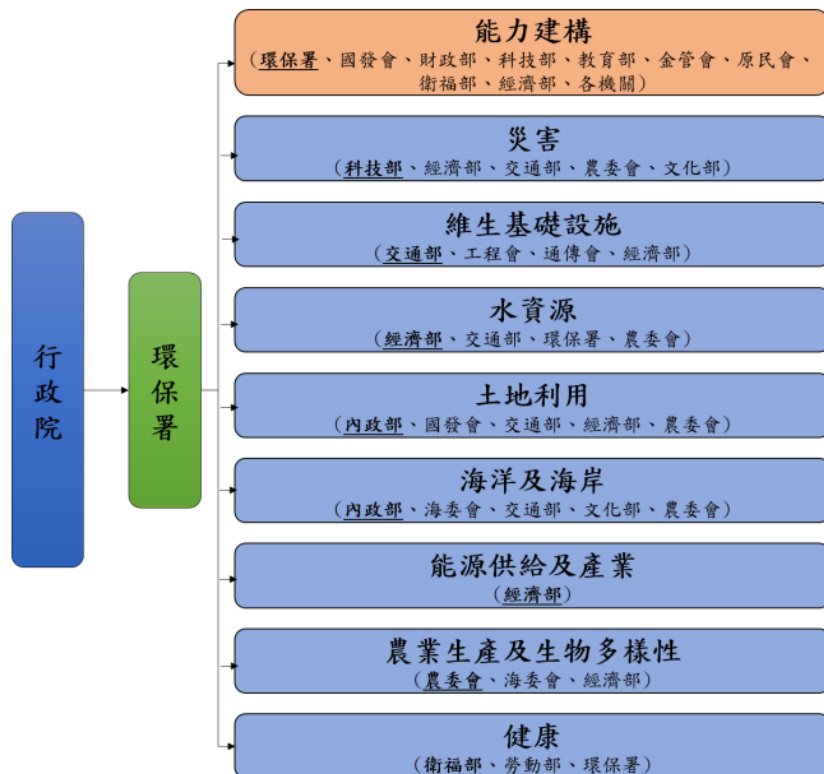 行政院
環保署
能力建構
（環保署、國發會、財政部、科技部、教育部、金管會、原民會、
衛福部、經濟部、各機關）
災害
（科技部、經濟部、交通部、農委會、文化部）
維生基礎設施
（交通部、工程會、通傳會、經濟部）
水資源
（經濟部、交通部、環保署、農委會）
土地利用
（內政部、國發會、交通部、經濟部、農委會）
海洋及海岸
（內政部、海委會、交通部、文化部、農委會）
能源供給及產業
（經濟部）
農業生產及生物多樣性
（農委會、海委會、經濟部）
健康
（衛福部、勞動部、環保署）